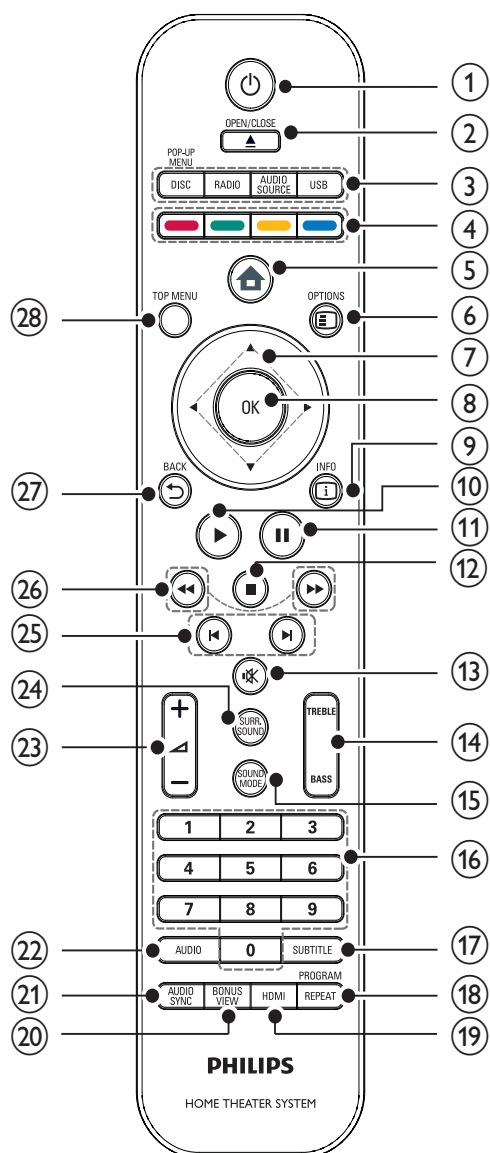 1
OPEN/CLOSE
2
POP-UP
MENU
DISC
RADIO
AUDIO
SOURCE
USB
3
4
5
28
TOP MENU
OPTIONS
6
7
OK
8
9
27
BACK
INFO
i
10
11
12
26
25
13
24
SURR.
SOUND
TREBLE
23
14
BASS
SOUND
MODE
15
1 2 3
16
4 5 6
7 8 9
22
AUDIO
0
SUBTITLE
17
PROGRAM
21
AUDIO
SYNC
BONUS
VIEW
HDMI
REPEAT
18
20
19
PHILIPS
HOME THEATER SYSTEM